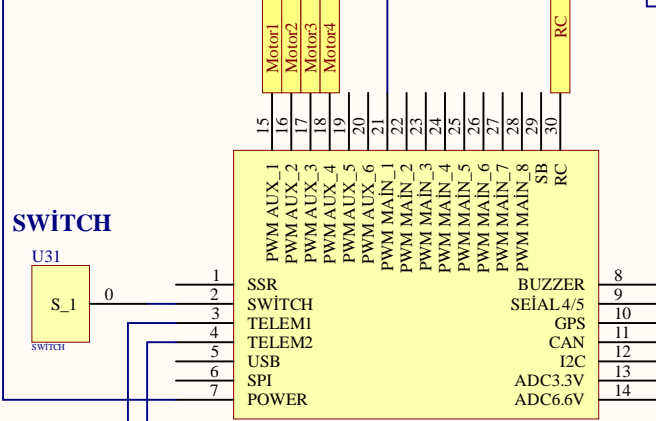 Motor1
Motor2
Motor3
Motor4
RC
15
16
17
18
19
20
21
22
23
24
25
26
27
28
29
30
PWM AUX_1
PWM AUX_2
PWM AUX_3
PWM AUX_4
PWM AUX_5
PWM AUX_6
PWM MAİN_1
PWM MAİN_2
PWM MAİN_3
PWM MAİN_4
PWM MAİN_5
PWM MAİN_6
PWM MAİN_7
PWM MAİN_8
SB
RC
SWİTCH
U31
S_1
0
SWİTCH
1 SSR
2 SWİTCH
3 TELEM1
4 TELEM2
5 USB
6 SPI
7 POWER
BUZZER 8
SEİAL4/5 9
GPS 10
CAN 11
I2C 12
ADC3.3V 13
ADC6.6V 14